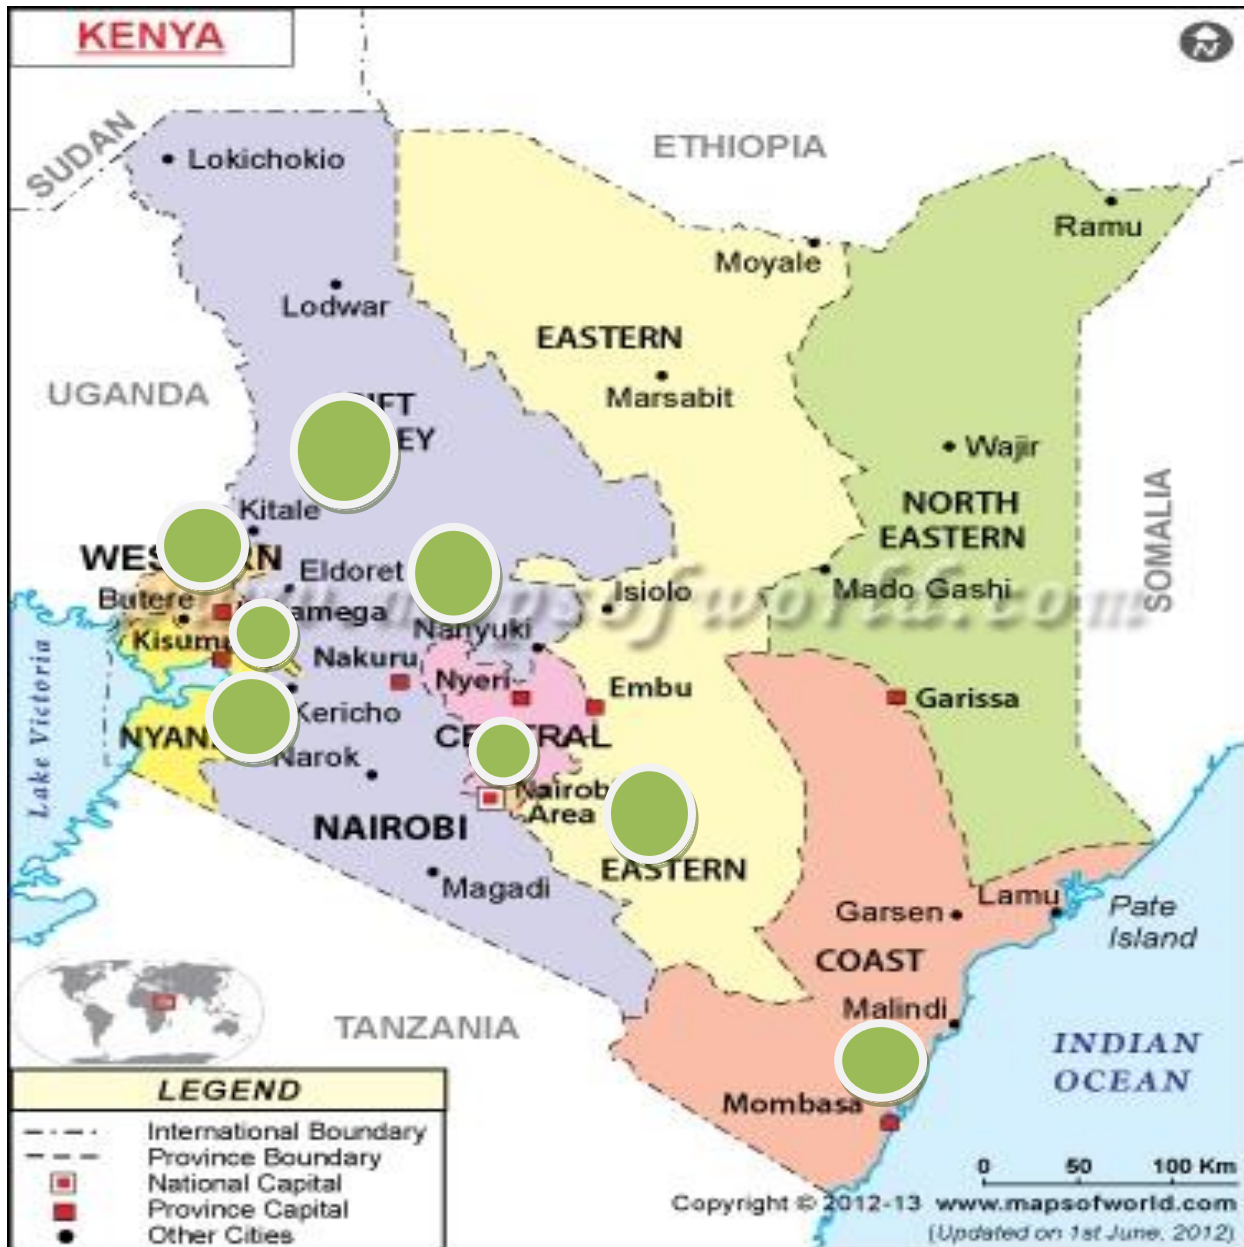 KENYA
N
SUDAN
ETHIOPIA
Lokichokio
Ramu
Moyale
Lodwar
EASTERN
Marsabit
UGANDA
Wajir
Kitale
NORTH
EASTERN
SOMALIA
Eldoret
Mado Gashi
Isiolo
Butere
mapsofworld.com
Nanyuki
Nakuru
Nyeri
Embu
Garissa
Lake Victoria
Kericho
Narok
Area
NAIROBI
EASTERN
Magadi
Lamu
Garsen
Pate
Island
COAST
Malindi
TANZANIA
INDIAN
OCEAN
Mombasa
LEGEND
International Boundary
Province Boundary
National Capital
Province Capital
Other Cities
0 50 100 Km
Copyright © 2012-13 www.mapsofworld.com
(Updated on 1st June, 2012)